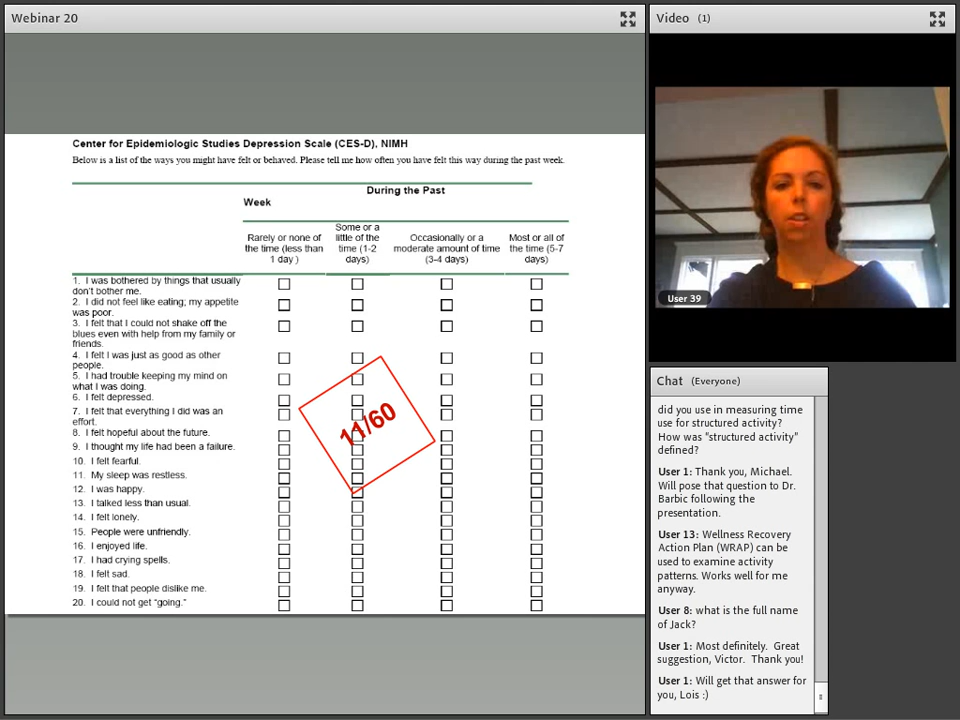 Webinar 20
Center for Epidemiologic Studies Depression Scale (CES-D), NIMH
Below is a list of the ways you might have felt or behaved. Please tell me how often you have felt this way during the past week.
During the Past
Week
Rarely or none of
the time (less than
1 day )
Some or a
little of the
time (1-2
days)
Occasionally or a
moderate amount of time
(3-4 days)
Most or all of
the time (5-7
days)
1. I was bothered by things that usually
don't bother me.
2. I did not feel like eating; my appetite
was poor.
3. I felt that I could not shake off the
blues even with help from my family or
friends.
4. I felt I was just as good as other
people.
5. I had trouble keeping my mind on
what I was doing.
6. I felt depressed.
7. I felt that everything I did was an
effort.
8. I felt hopeful about the future.
9. I thought my life had been a failure.
10. I felt fearful.
11. My sleep was restless.
12. I was happy.
13. I talked less than usual.
14. I felt lonely.
15. People were unfriendly.
16. I enjoyed life.
17. I had crying spells.
18. I felt sad.
19. I felt that people dislike me.
20. I could not get "going."
11/60
Video (1)
User 39
Chat (Everyone)
did you use in measuring time
use for structured activity?
How was "structured activity"
defined?
User 1: Thank you, Michael.
Will pose that question to Dr.
Barbic following the
presentation.
User 13: Wellness Recovery
Action Plan (WRAP) can be
used to examine activity
patterns. Works well for me
anyway.
User 8: what is the full name
of Jack?
User 1: Most definitely. Great
suggestion, Victor. Thank you!
User 1: Will get that answer for
you, Lois :)